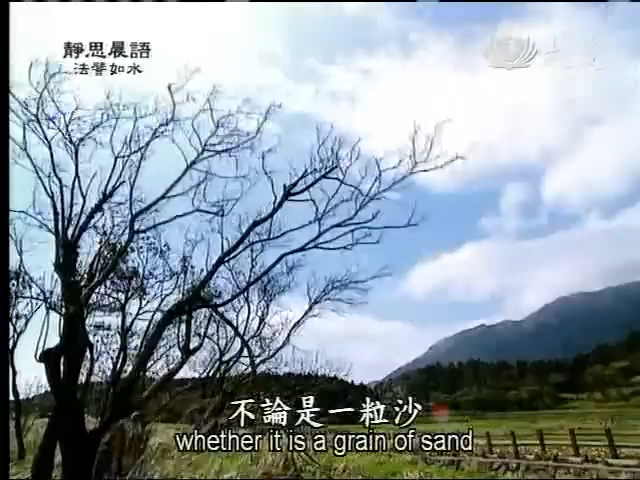 靜思晨語
法譬如水
不論是一粒沙
whether it is a grain of sand